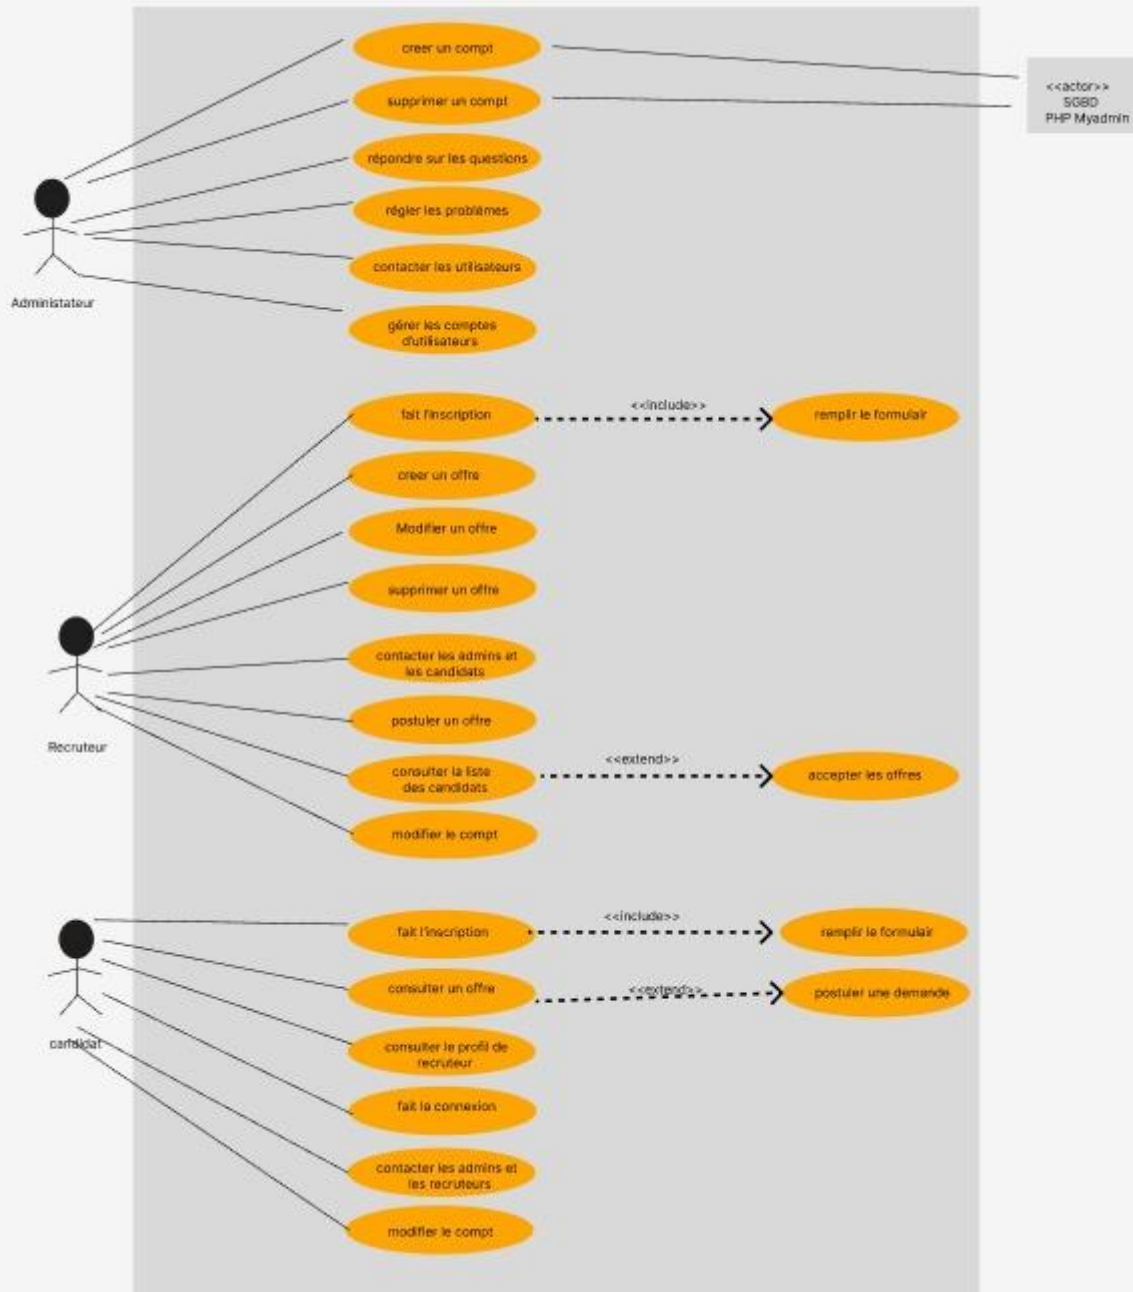 creer un compt
<<actor>>
SGBD
PHP Myadmin
supprimer un compt
répondre sur les questions
régler les problèmes
contacter les utilisateurs
Administateur
gérer les comptes
d'utilisateurs
fait l'inscription
<<include>>
remplir le formulair
creer un offre
Modifier un offre
supprimer un offre
contacter les admins et
les candidats
postuler un offre
Recruteur
consulter la liste
des candidats
<<extend>>
accepter les offres
modifier le compt
fait l'inscription
<<include>>
remplir le formulair
consulter un offre
<<extend>>
postuler une demande
candidat
consulter le profil de
recruteur
fait la connexion
contacter les admins et
les recruteurs
modifier le compt